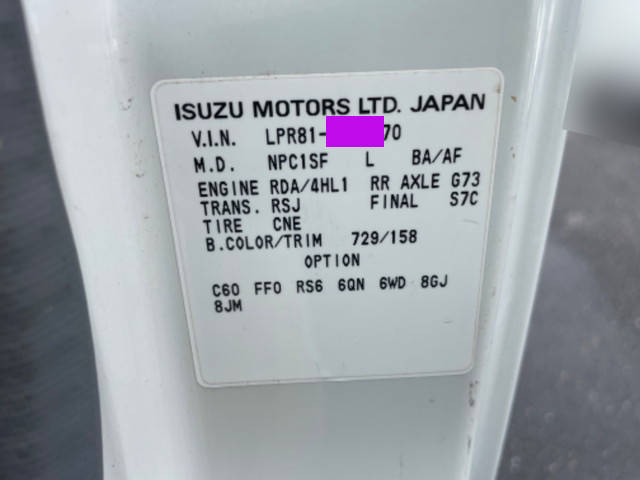 ISUZU MOTORS LTD. JAPAN
V.I.N. LPR81- 70
M.D. NPC1SF L BA/AF
ENGINE RDA/4HL1 RR AXLE G73
TRANS. RSJ FINAL S7C
TIRE CNE
B.COLOR/TRIM 729/158
OPTION
C60 FF0 RS6 6QN 6WD 8GJ
8JM